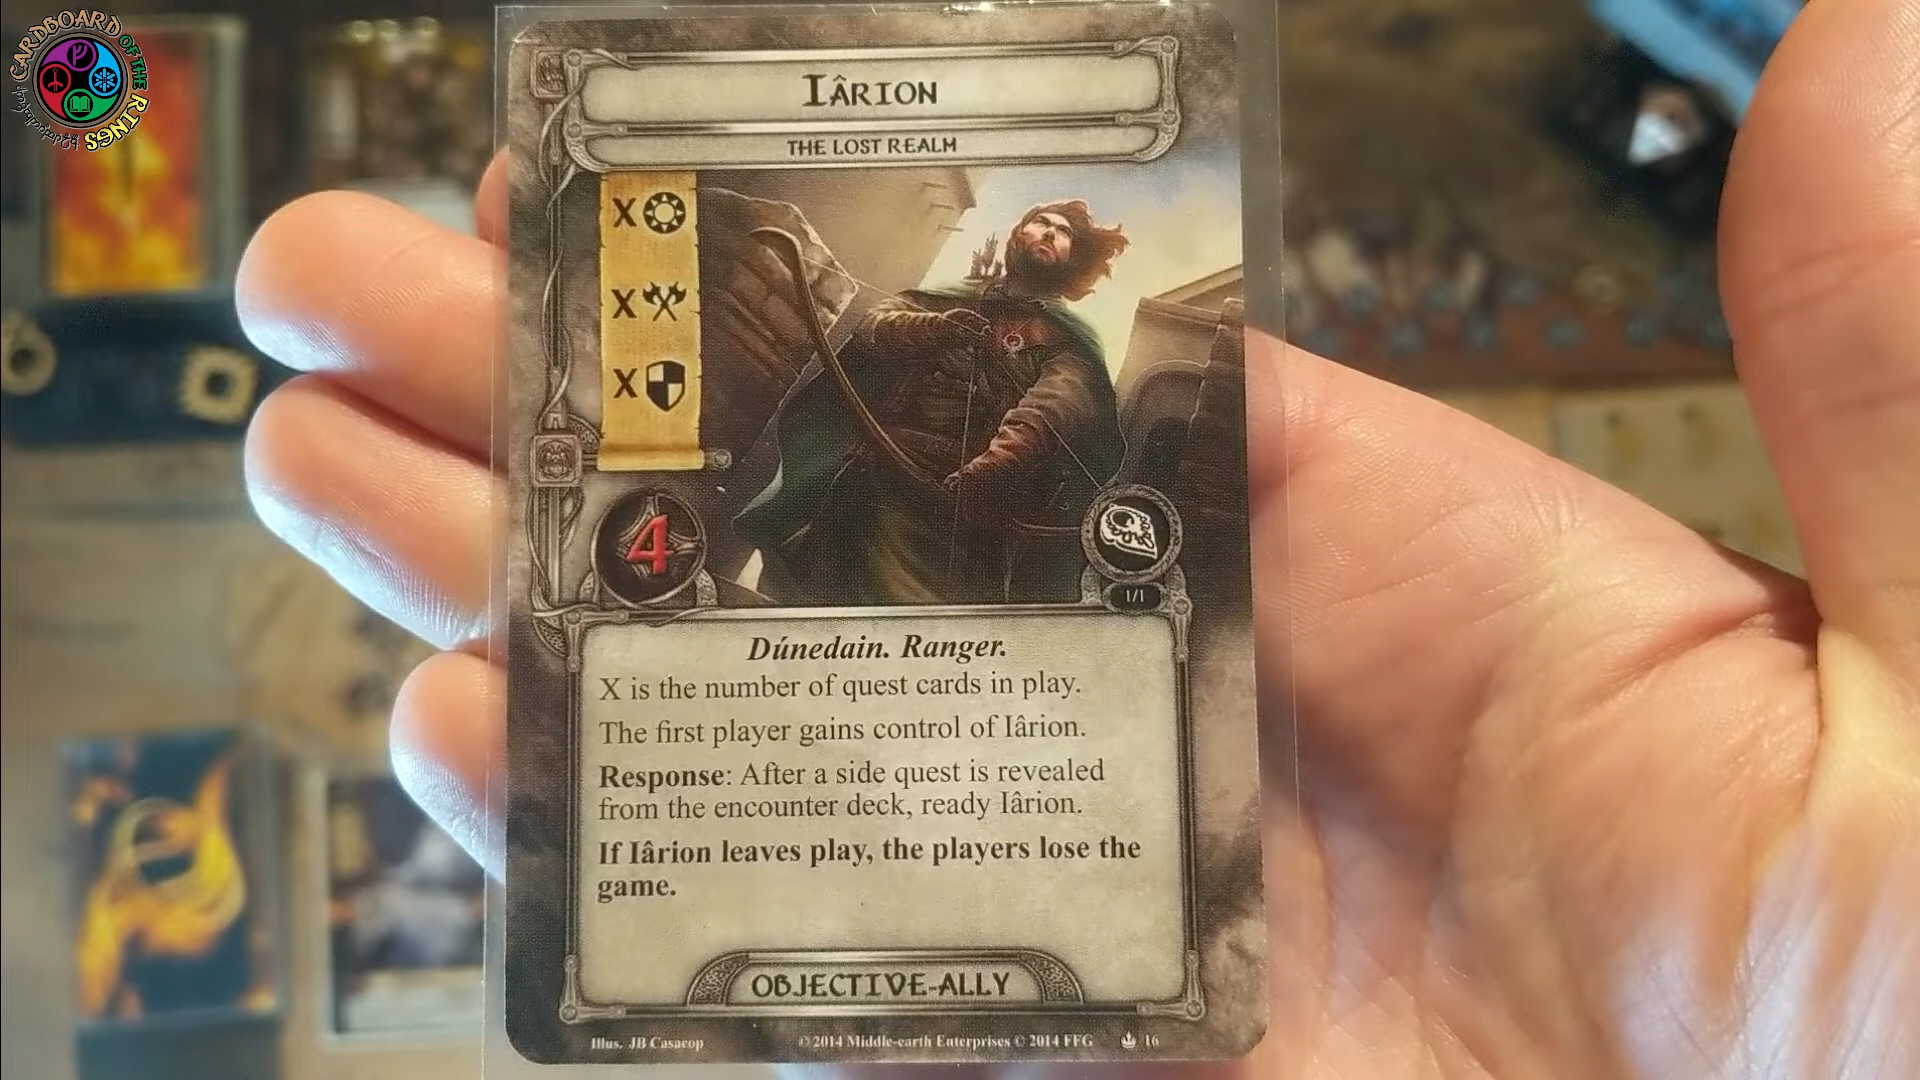 CARDBOARD OF THE RINGS
IÂRION
THE LOST REALM
X
X
X
4
1/1
Dúnedain. Ranger.
X is the number of quest cards in play.
The first player gains control of Iârion.
Response: After a side quest is revealed
from the encounter deck, ready Iârion.
If Iârion leaves play, the players lose the
game.
OBJECTIVE-ALLY
Illus. JB Casacop
© 2014 Middle-earth Enterprises © 2014 FFG
16